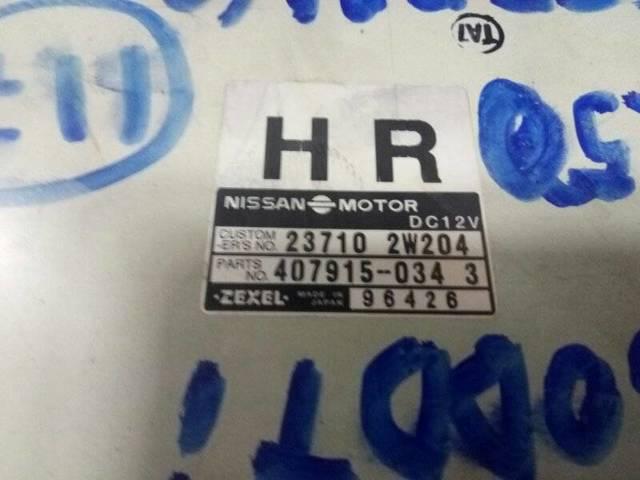 TAI
HR
NISSAN MOTOR
DC12V
CUSTOM
-ER'S NO. 23710 2W204
PARTS
NO. 407915-034 3
·ZEXEL· MADE IN
JAPAN 96426